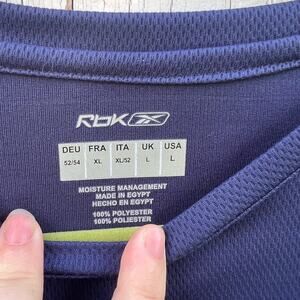 Rbk
DEU FRA ITA UK USA
52/54 XL XL/52 L L
MOISTURE MANAGEMENT
MADE IN EGYPT
HECHO EN EGYPT
100% POLYESTER
100% POLIESTER